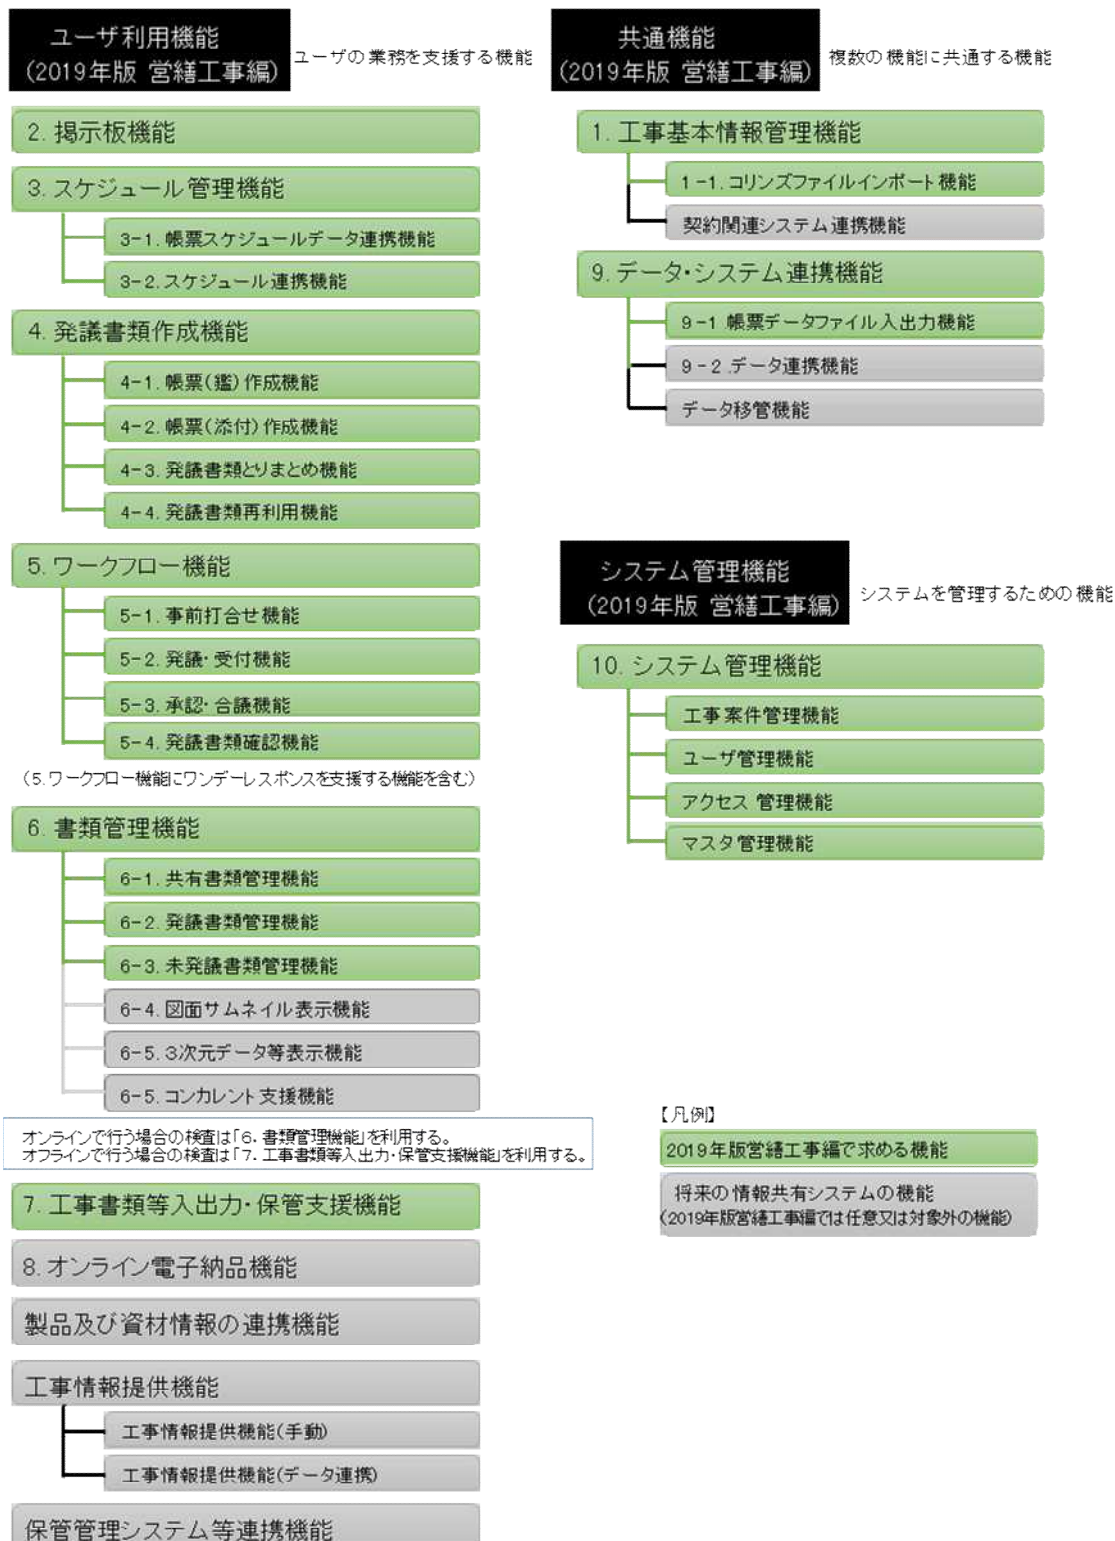 ユーザ利用機能
(2019年版 営繕工事編)
ユーザの業務を支援する機能
2. 掲示板機能
3. スケジュール管理機能
3-1. 帳票スケジュールデータ連携機能
3-2. スケジュール連携機能
4. 発議書類作成機能
4-1. 帳票(鑑)作成機能
4-2. 帳票(添付)作成機能
4-3. 発議書類とりまとめ機能
4-4. 発議書類再利用機能
5. ワークフロー機能
5-1. 事前打合せ機能
5-2. 発議・受付機能
5-3. 承認・合議機能
5-4. 発議書類確認機能
(5.ワークフロー機能にワンデーレスポンスを支援する機能を含む)
6. 書類管理機能
6-1. 共有書類管理機能
6-2. 発議書類管理機能
6-3. 未発議書類管理機能
6-4. 図面サムネイル表示機能
6-5. 3次元データ等表示機能
6-5. コンカレント支援機能
オンラインで行う場合の検査は「6. 書類管理機能」を利用する。
オフラインで行う場合の検査は「7. 工事書類等入出力・保管支援機能」を利用する。
7. 工事書類等入出力・保管支援機能
8. オンライン電子納品機能
製品及び資材情報の連携機能
工事情報提供機能
工事情報提供機能(手動)
工事情報提供機能(データ連携)
保管管理システム等連携機能
共通機能
(2019年版 営繕工事編)
複数の機能に共通する機能
1. 工事基本情報管理機能
1-1. コリンズファイルインポート機能
契約関連システム連携機能
9. データ・システム連携機能
9-1 帳票データファイル入出力機能
9-2 .データ連携機能
データ移管機能
システム管理機能
(2019年版 営繕工事編)
システムを管理するための機能
10. システム管理機能
工事案件管理機能
ユーザ管理機能
アクセス 管理機能
マスタ管理機能
【凡例】
2019年版営繕工事編で求める機能
将来の情報共有システムの機能
(2019年版営繕工事編では任意又は対象外の機能)